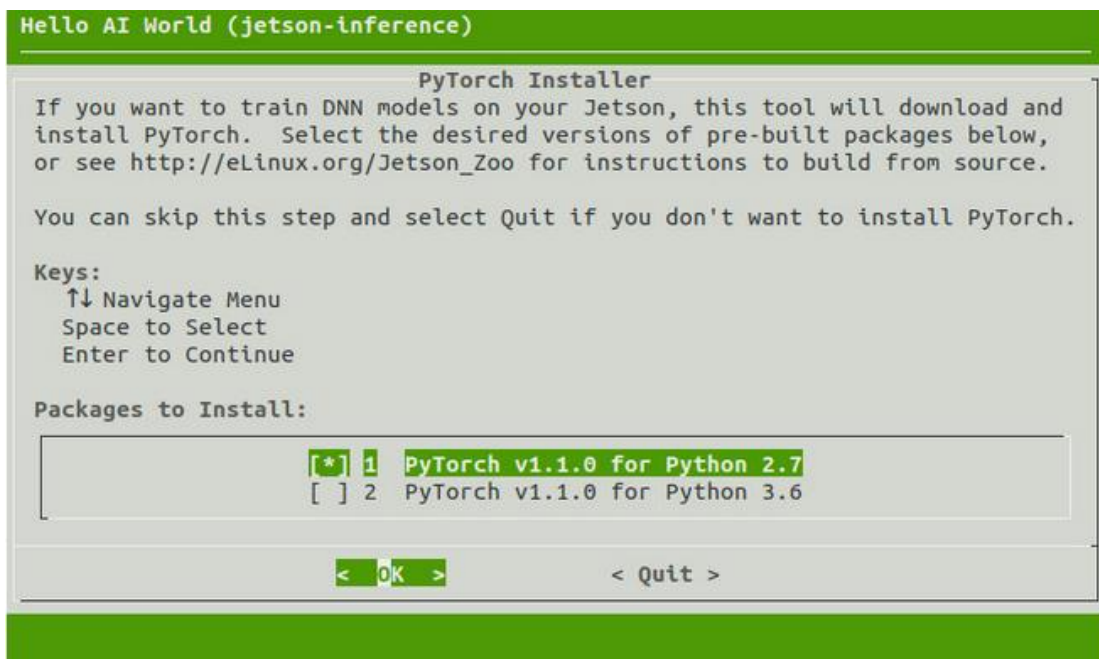 Hello AI World (jetson-inference)
PyTorch Installer
If you want to train DNN models on your Jetson, this tool will download and
install PyTorch.  Select the desired versions of pre-built packages below,
or see http://eLinux.org/Jetson_Zoo for instructions to build from source.
You can skip this step and select Quit if you don't want to install PyTorch.
Keys:
↑↓ Navigate Menu
Space to Select
Enter to Continue
Packages to Install:
[*] 1  PyTorch v1.1.0 for Python 2.7
[ ] 2  PyTorch v1.1.0 for Python 3.6
<  OK  >  < Quit >